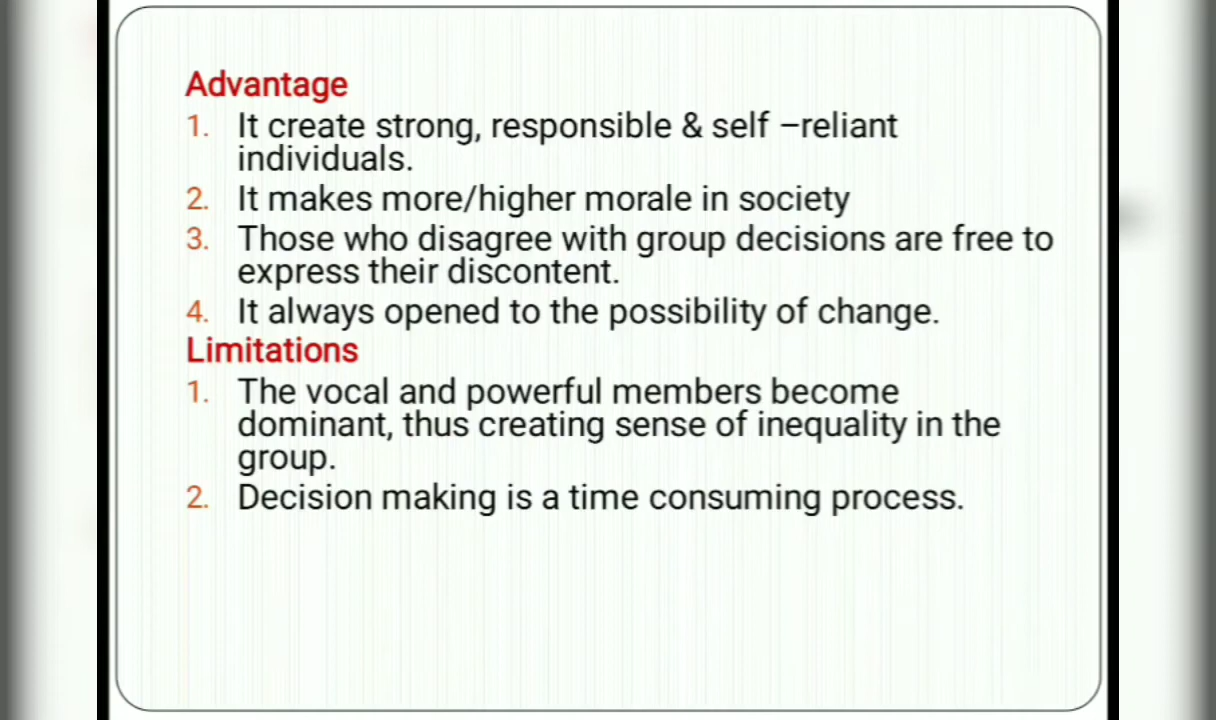 Advantage
1. It create strong, responsible & self –reliant
individuals.
2. It makes more/higher morale in society
3. Those who disagree with group decisions are free to
express their discontent.
4. It always opened to the possibility of change.
Limitations
1. The vocal and powerful members become
dominant, thus creating sense of inequality in the
group.
2. Decision making is a time consuming process.